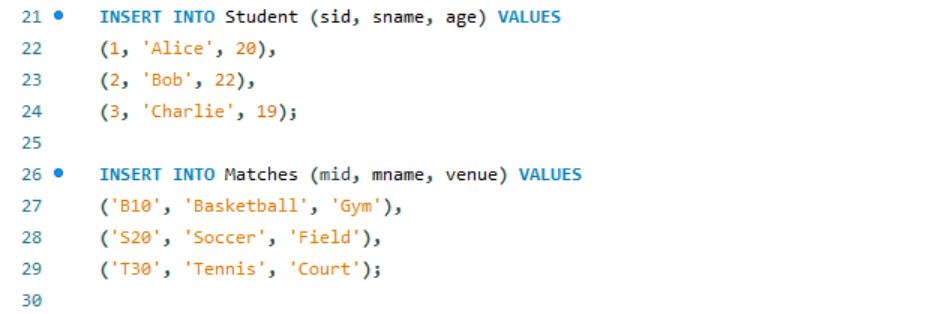 21 INSERT INTO Student (sid, sname, age) VALUES
22 (1, 'Alice', 20),
23 (2, 'Bob', 22),
24 (3, 'Charlie', 19);
25
26 INSERT INTO Matches (mid, mname, venue) VALUES
27 ('B10', 'Basketball', 'Gym'),
28 ('S20', 'Soccer', 'Field'),
29 ('T30', 'Tennis', 'Court');
30